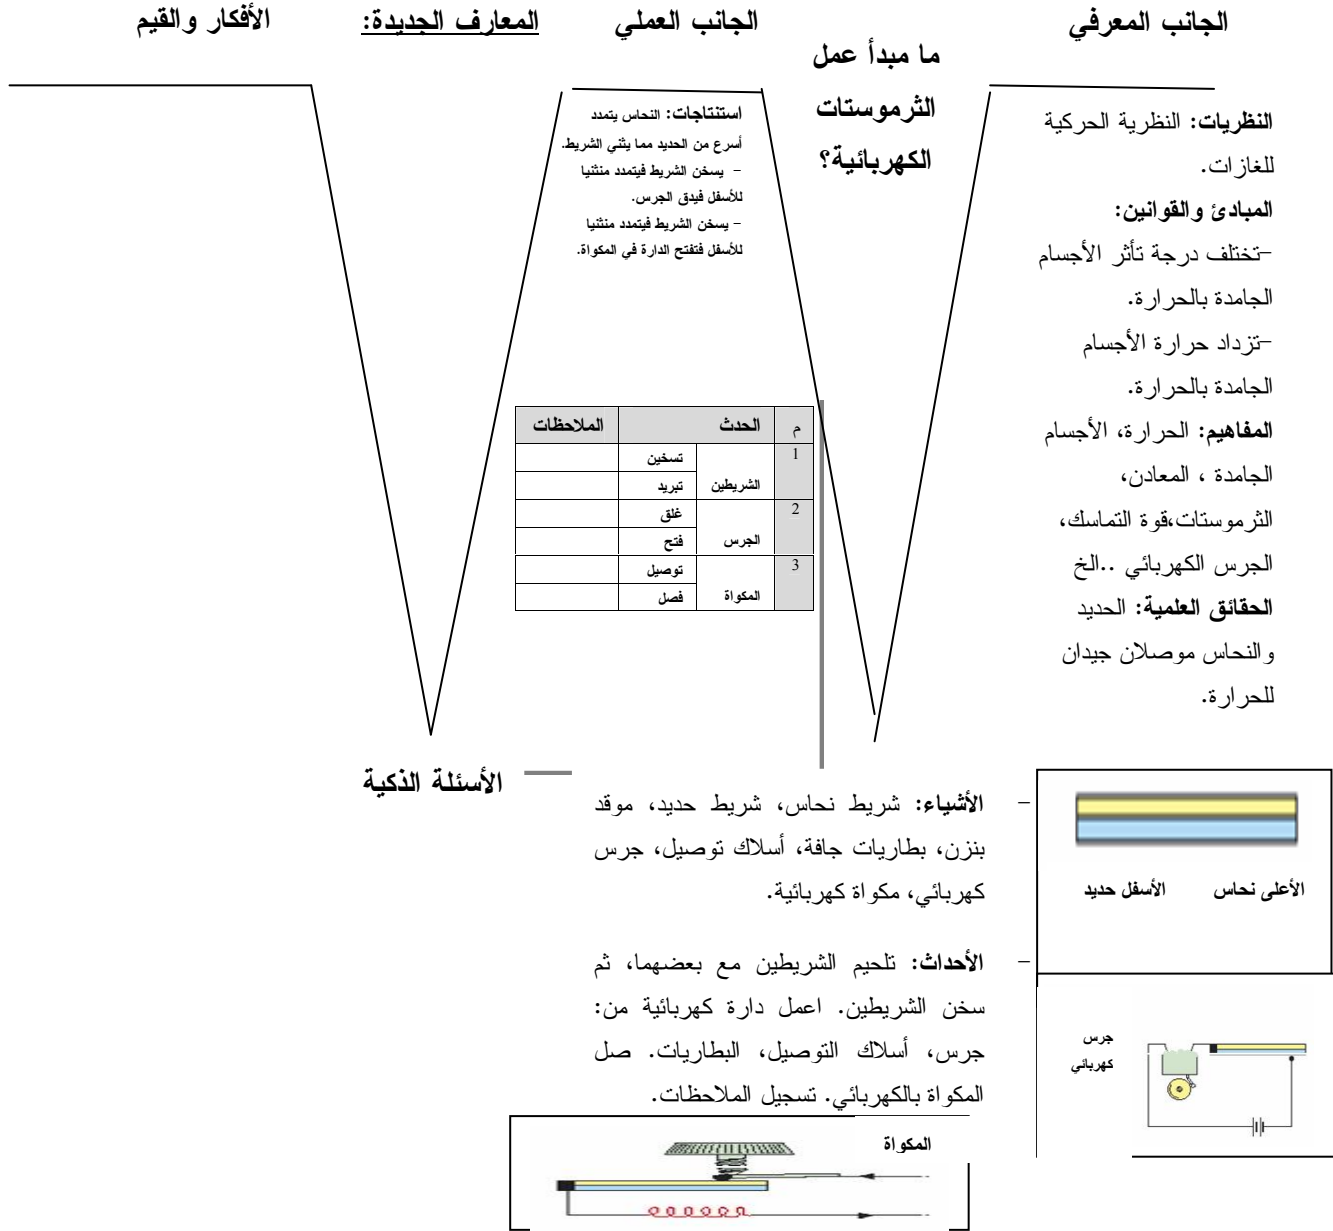 الجانب المعرفي
الجانب العملي
المعارف الجديدة:
الأفكار والقيم
ما مبدأ عمل
الثرموستات
الكهربائية؟
النظريات: النظرية الحركية
للغازات.
المبادئ والقوانين:
-تختلف درجة تأثر الأجسام
الجامدة بالحرارة.
-تزداد حرارة الأجسام
الجامدة بالحرارة.
المفاهيم: الحرارة، الأجسام
الجامدة ، المعادن،
الثرموستات،قوة التماسك،
الجرس الكهربائي ..الخ
الحقائق العلمية: الحديد
والنحاس موصلان جيدان
للحرارة.
استنتاجات: النحاس يتمدد
أسرع من الحديد مما يثني الشريط.
- يسخن الشريط فيتمدد منثنيا
للأسفل فيدق الجرس.
- يسخن الشريط فيتمدد منثنيا
للأسفل فتفتح الدارة في المكواة.
م الحدث الملاحظات
1 الشريطين تسخين
تبريد
2 الجرس غلق
فتح
3 المكواة توصيل
فصل
الأسئلة الذكية
- الأشياء: شريط نحاس، شريط حديد، موقد
بنزن، بطاريات جافة، أسلاك توصيل، جرس
كهربائي، مكواة كهربائية.
- الأحداث: تلحيم الشريطين مع بعضهما، ثم
سخن الشريطين. اعمل دارة كهربائية من:
جرس، أسلاك التوصيل، البطاريات. صل
المكواة بالكهربائي. تسجيل الملاحظات.
الأعلى نحاس الأسفل حديد
جرس
كهربائي
المكواة